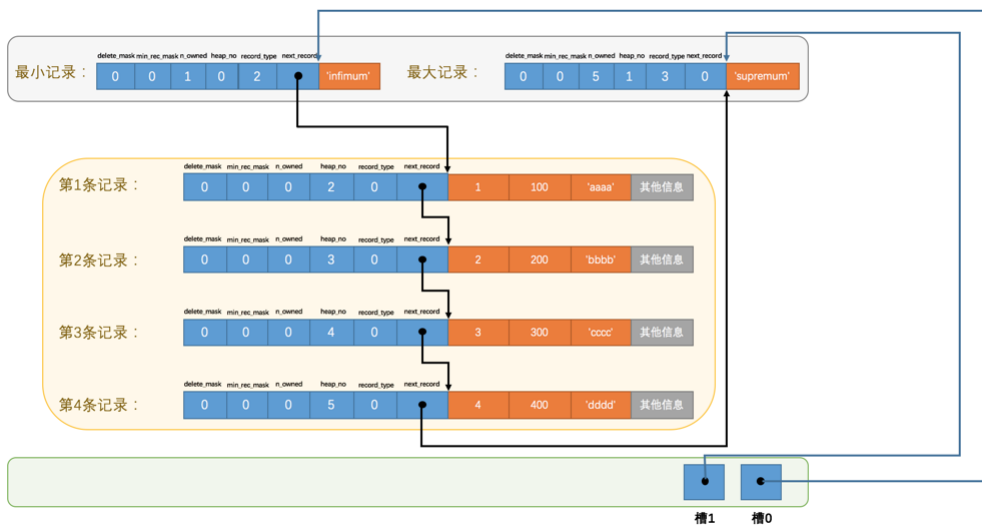 delete_mask min_rec_mask n_owned heap_no record_type next_record
最小记录： 0 0 1 0 2 'infimum'
delete_mask min_rec_mask n_owned heap_no record_type next_record
最大记录： 0 0 5 1 3 0 'supremum'
delete_mask min_rec_mask n_owned heap_no record_type next_record
第1条记录： 0 0 0 2 0 1 100 'aaaa' 其他信息
delete_mask min_rec_mask n_owned heap_no record_type next_record
第2条记录： 0 0 0 3 0 2 200 'bbbb' 其他信息
delete_mask min_rec_mask n_owned heap_no record_type next_record
第3条记录： 0 0 0 4 0 3 300 'cccc' 其他信息
delete_mask min_rec_mask n_owned heap_no record_type next_record
第4条记录： 0 0 0 5 0 4 400 'dddd' 其他信息
槽1 槽0